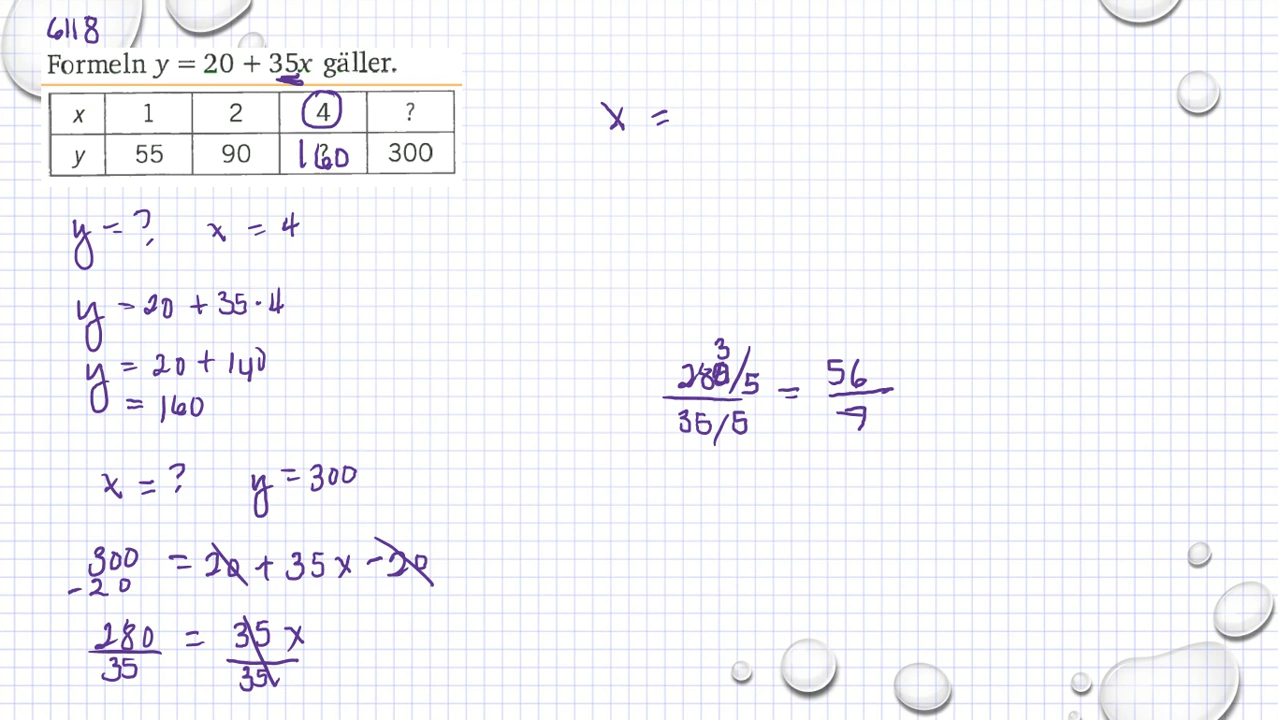 6118
Formeln y = 20 + 35x gäller.
x 1 2 4 ?
y 55 90 160 300
y = ? x = 4
y = 20 + 35 · 4
y = 20 + 140
= 160
x = ? y = 300
300 = 20 + 35x - 20
- 20
280 = 35x
35 35
x =
3
280/5 = 56
35/5 7